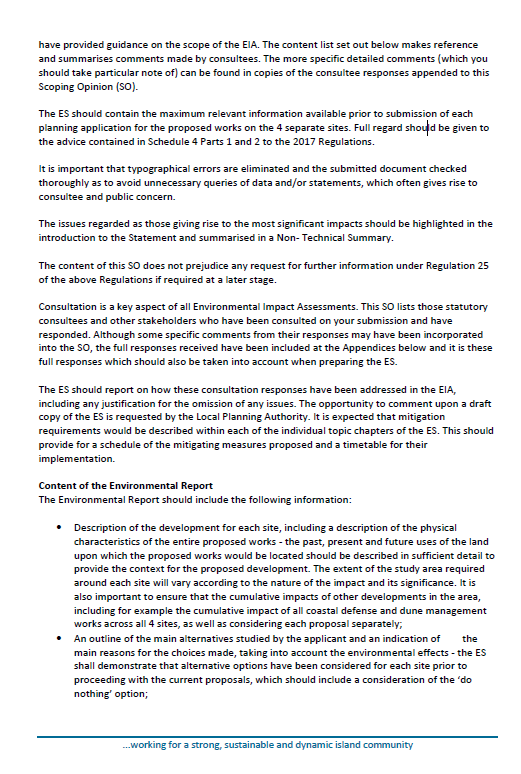 have provided guidance on the scope of the EIA. The content list set out below makes reference
and summarises comments made by consultees. The more specific detailed comments (which you
should take particular note of) can be found in copies of the consultee responses appended to this
Scoping Opinion (SO).
The ES should contain the maximum relevant information available prior to submission of each
planning application for the proposed works on the 4 separate sites. Full regard should be given to
the advice contained in Schedule 4 Parts 1 and 2 to the 2017 Regulations.
It is important that typographical errors are eliminated and the submitted document checked
thoroughly as to avoid unnecessary queries of data and/or statements, which often gives rise to
consultee and public concern.
The issues regarded as those giving rise to the most significant impacts should be highlighted in the
introduction to the Statement and summarised in a Non- Technical Summary.
The content of this SO does not prejudice any request for further information under Regulation 25
of the above Regulations if required at a later stage.
Consultation is a key aspect of all Environmental Impact Assessments. This SO lists those statutory
consultees and other stakeholders who have been consulted on your submission and have
responded. Although some specific comments from their responses may have been incorporated
into the SO, the full responses received have been included at the Appendices below and it is these
full responses which should also be taken into account when preparing the ES.
The ES should report on how these consultation responses have been addressed in the EIA,
including any justification for the omission of any issues. The opportunity to comment upon a draft
copy of the ES is requested by the Local Planning Authority. It is expected that mitigation
requirements would be described within each of the individual topic chapters of the ES. This should
provide for a schedule of the mitigating measures proposed and a timetable for their
implementation.
Content of the Environmental Report
The Environmental Report should include the following information:
• Description of the development for each site, including a description of the physical
characteristics of the entire proposed works - the past, present and future uses of the land
upon which the proposed works would be located should be described in sufficient detail to
provide the context for the proposed development. The extent of the study area required
around each site will vary according to the nature of the impact and its significance. It is
also important to ensure that the cumulative impacts of other developments in the area,
including for example the cumulative impact of all coastal defense and dune management
works across all 4 sites, as well as considering each proposal separately;
• An outline of the main alternatives studied by the applicant and an indication of the
main reasons for the choices made, taking into account the environmental effects - the ES
shall demonstrate that alternative options have been considered for each site prior to
proceeding with the current proposals, which should include a consideration of the ‘do
nothing’ option;
...working for a strong, sustainable and dynamic island community